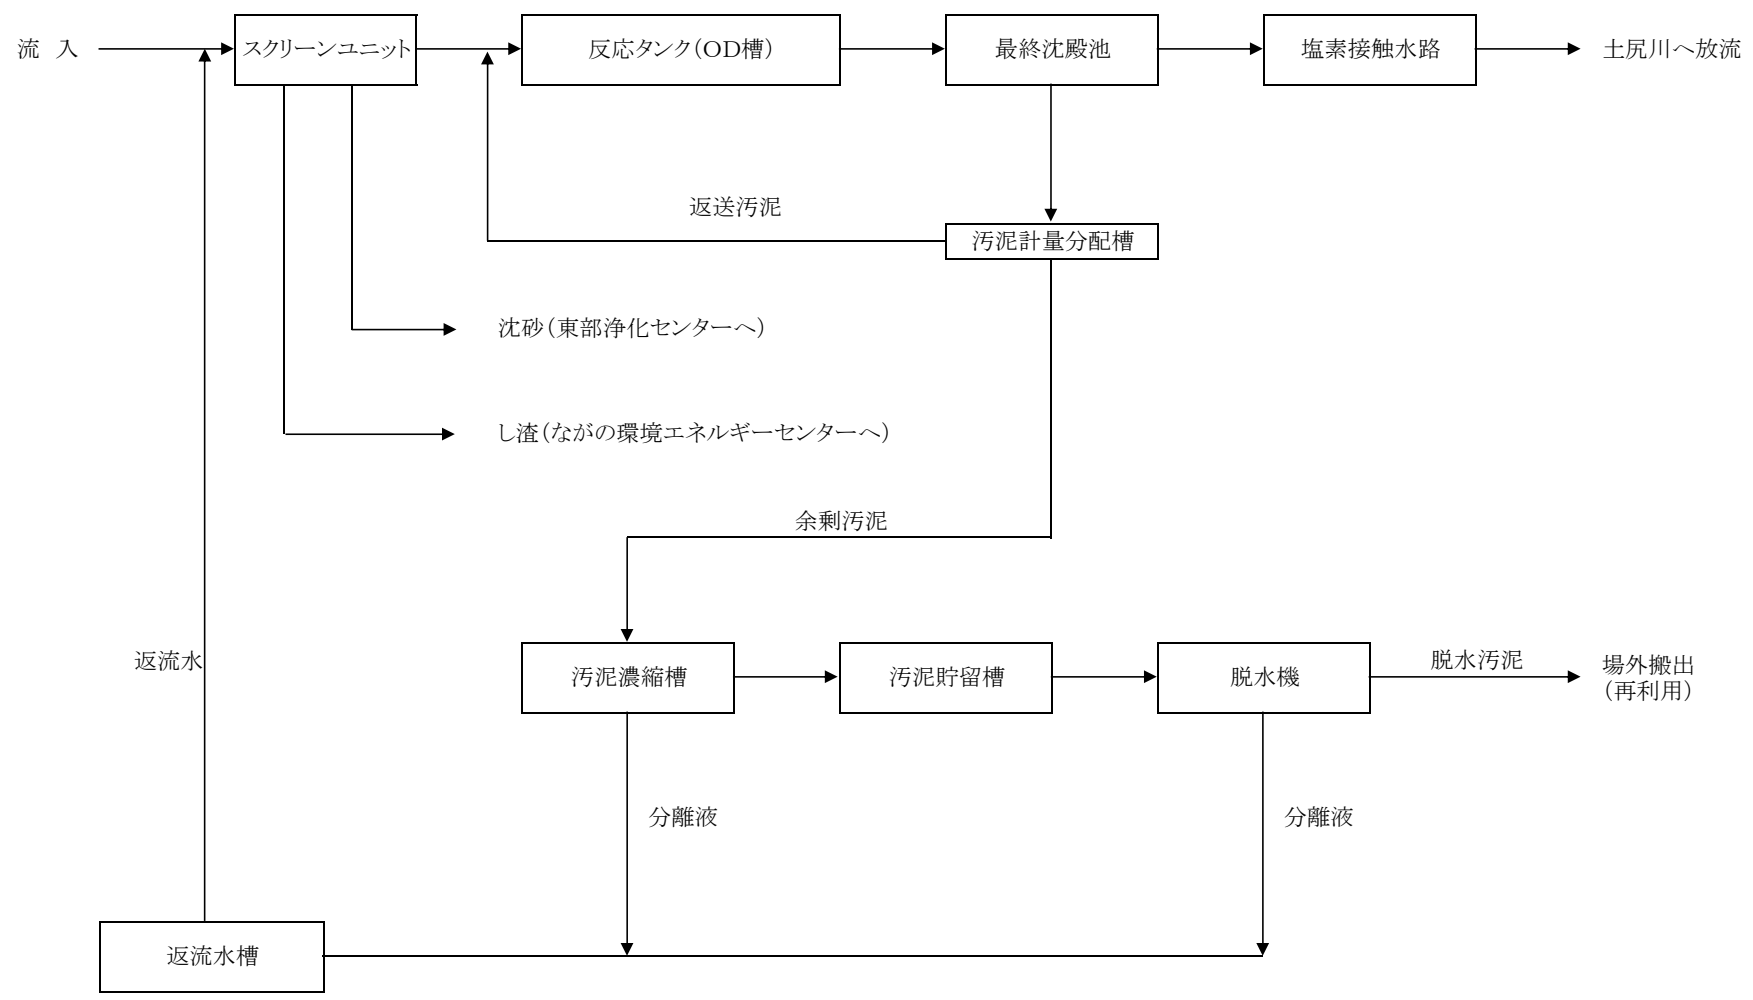 流 入
スクリーンユニット
反応タンク(OD槽)
最終沈殿池
塩素接触水路
土尻川へ放流
返送汚泥
汚泥計量分配槽
沈砂(東部浄化センターへ)
し渣(ながの環境エネルギーセンターへ)
余剰汚泥
返流水
汚泥濃縮槽
汚泥貯留槽
脱水機
脱水汚泥
場外搬出
(再利用)
分離液
分離液
返流水槽